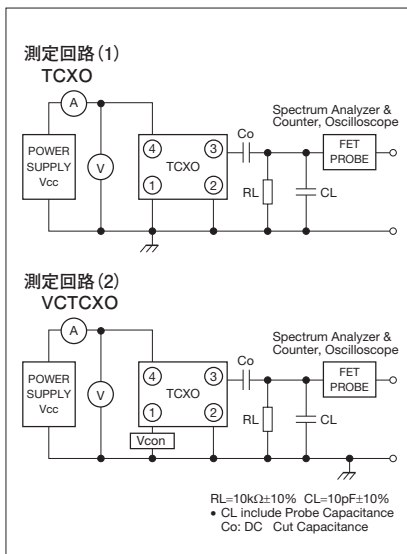 測定回路(1)
TCXO
A
Spectrum Analyzer &
Counter, Oscilloscope
Co
POWER
SUPPLY
Vcc
V
④ ③
TCXO
① ②
RL
CL
FET
PROBE
測定回路(2)
VCTCXO
A
Spectrum Analyzer &
Counter, Oscilloscope
Co
POWER
SUPPLY
Vcc
V
④ ③
TCXO
① ②
Vcon
RL
CL
FET
PROBE
RL=10kΩ±10% CL=10pF±10%
• CL include Probe Capacitance
Co: DC Cut Capacitance